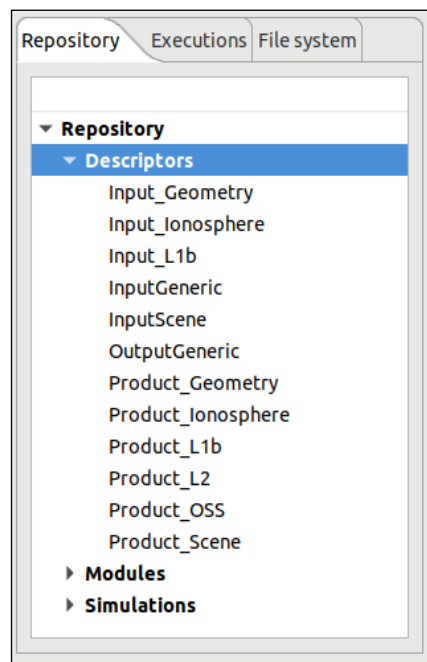 Repository Executions File system
Repository
Descriptors
Input_Geometry
Input_Ionosphere
Input_L1b
InputGeneric
InputScene
OutputGeneric
Product_Geometry
Product_Ionosphere
Product_L1b
Product_L2
Product_OSS
Product_Scene
Modules
Simulations